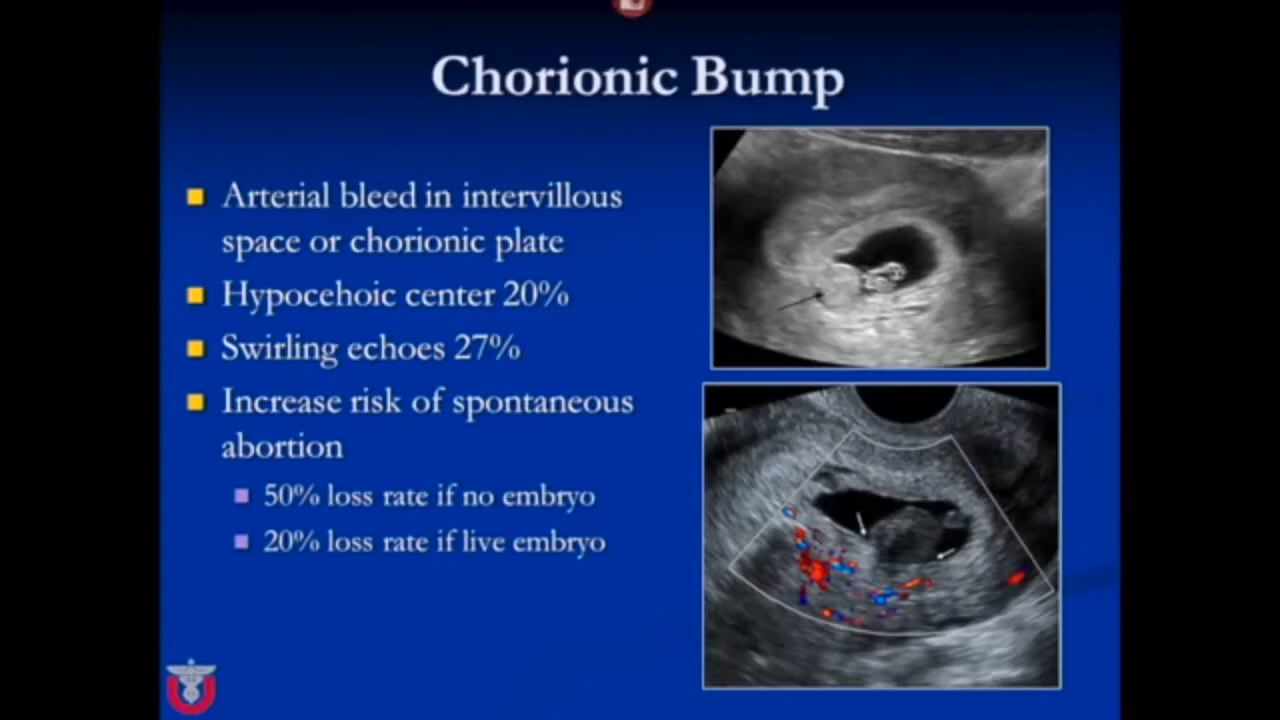 Chorionic Bump
Arterial bleed in intervillous
space or chorionic plate
Hypocehoic center 20%
Swirling echoes 27%
Increase risk of spontaneous
abortion
50% loss rate if no embryo
20% loss rate if live embryo